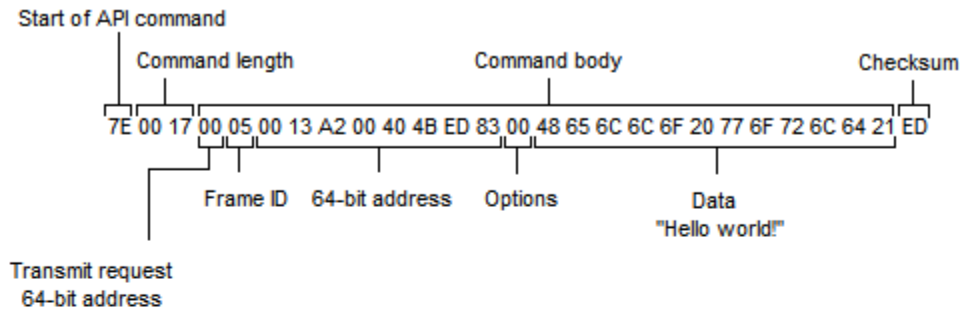 Start of API command
Command length
Command body
Checksum
7E 00 17 00 05 00 13 A2 00 40 4B ED 83 00 48 65 6C 6C 6F 20 77 6F 72 6C 64 21 ED
Frame ID
64-bit address
Options
Data
"Hello world!"
Transmit request
64-bit address